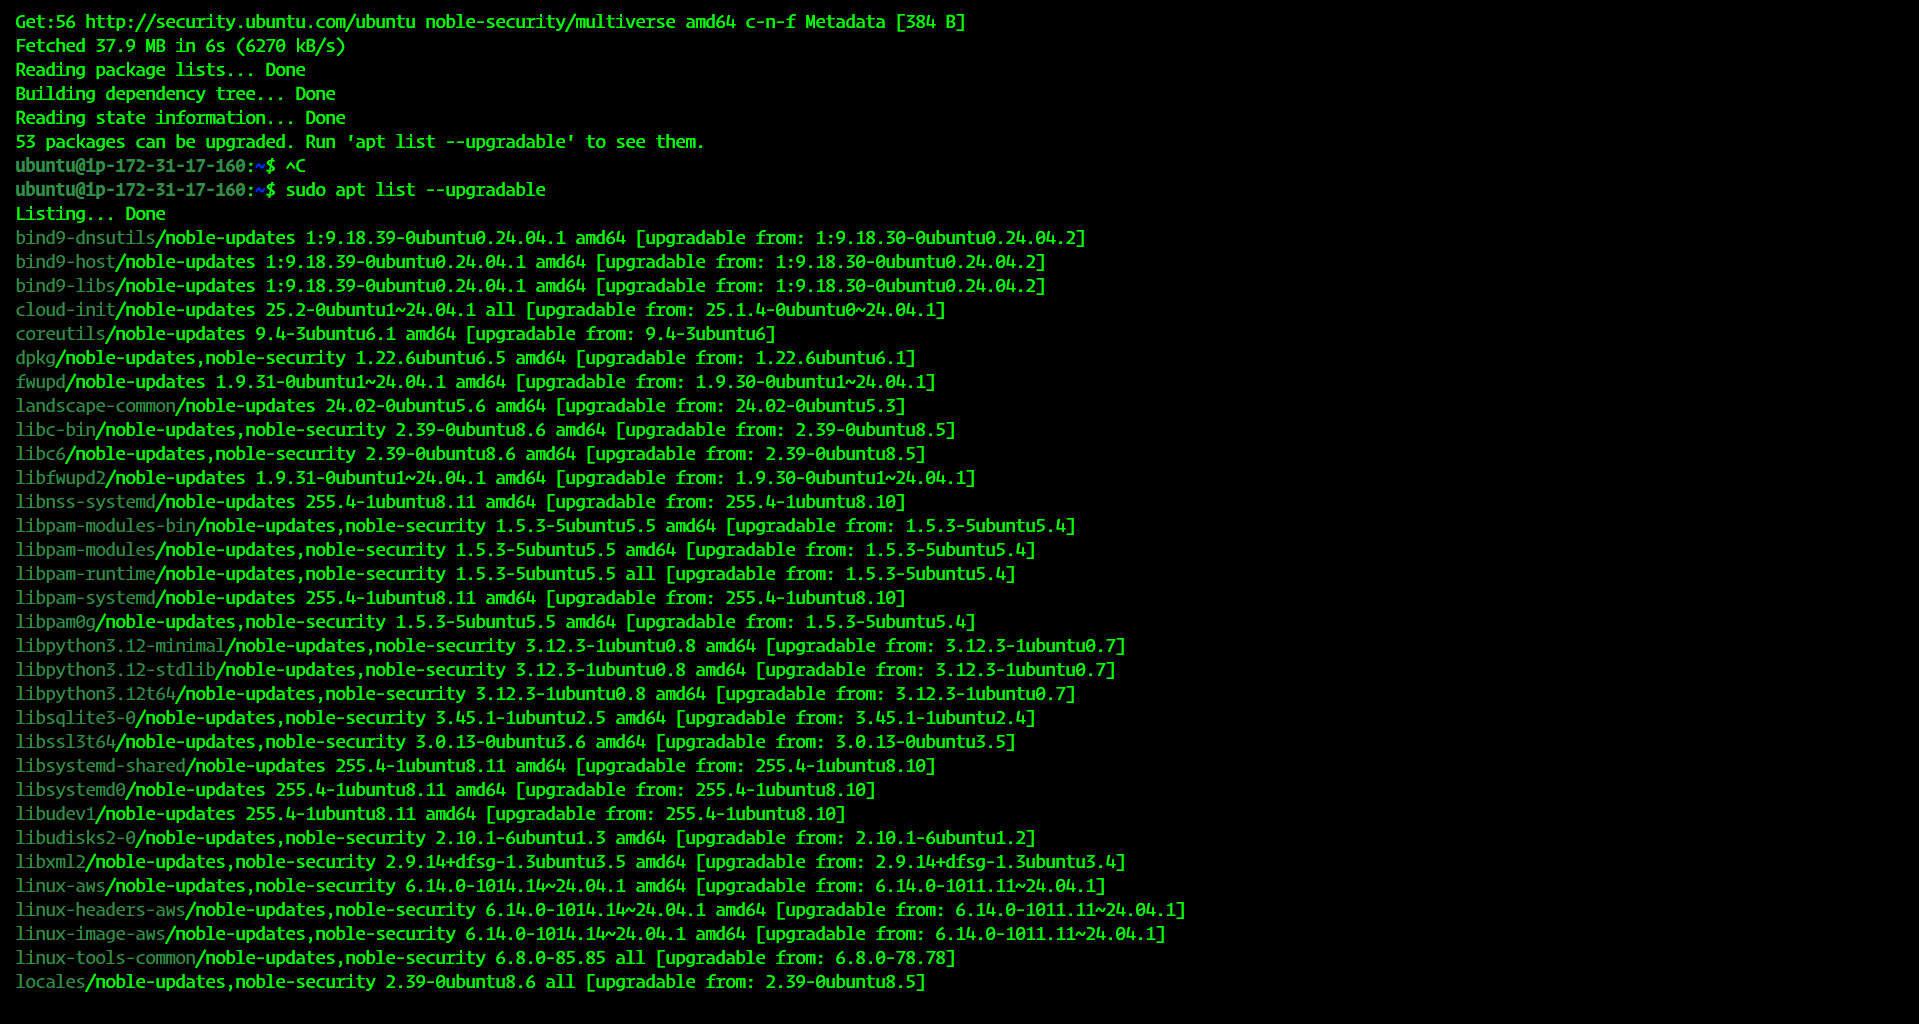 Get:56 http://security.ubuntu.com/ubuntu noble-security/multiverse amd64 c-n-f Metadata [384 B]
Fetched 37.9 MB in 6s (6270 kB/s)
Reading package lists... Done
Building dependency tree... Done
Reading state information... Done
53 packages can be upgraded. Run 'apt list --upgradable' to see them.
ubuntu@ip-172-31-17-160:~$ ^C
ubuntu@ip-172-31-17-160:~$ sudo apt list --upgradable
Listing... Done
bind9-dnsutils/noble-updates 1:9.18.39-0ubuntu0.24.04.1 amd64 [upgradable from: 1:9.18.30-0ubuntu0.24.04.2]
bind9-host/noble-updates 1:9.18.39-0ubuntu0.24.04.1 amd64 [upgradable from: 1:9.18.30-0ubuntu0.24.04.2]
bind9-libs/noble-updates 1:9.18.39-0ubuntu0.24.04.1 amd64 [upgradable from: 1:9.18.30-0ubuntu0.24.04.2]
cloud-init/noble-updates 25.2-0ubuntu1~24.04.1 all [upgradable from: 25.1.4-0ubuntu0~24.04.1]
coreutils/noble-updates 9.4-3ubuntu6.1 amd64 [upgradable from: 9.4-3ubuntu6]
dpkg/noble-updates,noble-security 1.22.6ubuntu6.5 amd64 [upgradable from: 1.22.6ubuntu6.1]
fwupd/noble-updates 1.9.31-0ubuntu1~24.04.1 amd64 [upgradable from: 1.9.30-0ubuntu1~24.04.1]
landscape-common/noble-updates 24.02-0ubuntu5.6 amd64 [upgradable from: 24.02-0ubuntu5.3]
libc-bin/noble-updates,noble-security 2.39-0ubuntu8.6 amd64 [upgradable from: 2.39-0ubuntu8.5]
libc6/noble-updates,noble-security 2.39-0ubuntu8.6 amd64 [upgradable from: 2.39-0ubuntu8.5]
libfwupd2/noble-updates 1.9.31-0ubuntu1~24.04.1 amd64 [upgradable from: 1.9.30-0ubuntu1~24.04.1]
libnss-systemd/noble-updates 255.4-1ubuntu8.11 amd64 [upgradable from: 255.4-1ubuntu8.10]
libpam-modules-bin/noble-updates,noble-security 1.5.3-5ubuntu5.5 amd64 [upgradable from: 1.5.3-5ubuntu5.4]
libpam-modules/noble-updates,noble-security 1.5.3-5ubuntu5.5 amd64 [upgradable from: 1.5.3-5ubuntu5.4]
libpam-runtime/noble-updates,noble-security 1.5.3-5ubuntu5.5 all [upgradable from: 1.5.3-5ubuntu5.4]
libpam-systemd/noble-updates 255.4-1ubuntu8.11 amd64 [upgradable from: 255.4-1ubuntu8.10]
libpam0g/noble-updates,noble-security 1.5.3-5ubuntu5.5 amd64 [upgradable from: 1.5.3-5ubuntu5.4]
libpython3.12-minimal/noble-updates,noble-security 3.12.3-1ubuntu0.8 amd64 [upgradable from: 3.12.3-1ubuntu0.7]
libpython3.12-stdlib/noble-updates,noble-security 3.12.3-1ubuntu0.8 amd64 [upgradable from: 3.12.3-1ubuntu0.7]
libpython3.12t64/noble-updates,noble-security 3.12.3-1ubuntu0.8 amd64 [upgradable from: 3.12.3-1ubuntu0.7]
libsqlite3-0/noble-updates,noble-security 3.45.1-1ubuntu2.5 amd64 [upgradable from: 3.45.1-1ubuntu2.4]
libssl3t64/noble-updates,noble-security 3.0.13-0ubuntu3.6 amd64 [upgradable from: 3.0.13-0ubuntu3.5]
libsystemd-shared/noble-updates 255.4-1ubuntu8.11 amd64 [upgradable from: 255.4-1ubuntu8.10]
libsystemd0/noble-updates 255.4-1ubuntu8.11 amd64 [upgradable from: 255.4-1ubuntu8.10]
libudev1/noble-updates 255.4-1ubuntu8.11 amd64 [upgradable from: 255.4-1ubuntu8.10]
libudisks2-0/noble-updates,noble-security 2.10.1-6ubuntu1.3 amd64 [upgradable from: 2.10.1-6ubuntu1.2]
libxml2/noble-updates,noble-security 2.9.14+dfsg-1.3ubuntu3.5 amd64 [upgradable from: 2.9.14+dfsg-1.3ubuntu3.4]
linux-aws/noble-updates,noble-security 6.14.0-1014.14~24.04.1 amd64 [upgradable from: 6.14.0-1011.11~24.04.1]
linux-headers-aws/noble-updates,noble-security 6.14.0-1014.14~24.04.1 amd64 [upgradable from: 6.14.0-1011.11~24.04.1]
linux-image-aws/noble-updates,noble-security 6.14.0-1014.14~24.04.1 amd64 [upgradable from: 6.14.0-1011.11~24.04.1]
linux-tools-common/noble-updates,noble-security 6.8.0-85.85 all [upgradable from: 6.8.0-78.78]
locales/noble-updates,noble-security 2.39-0ubuntu8.6 all [upgradable from: 2.39-0ubuntu8.5]